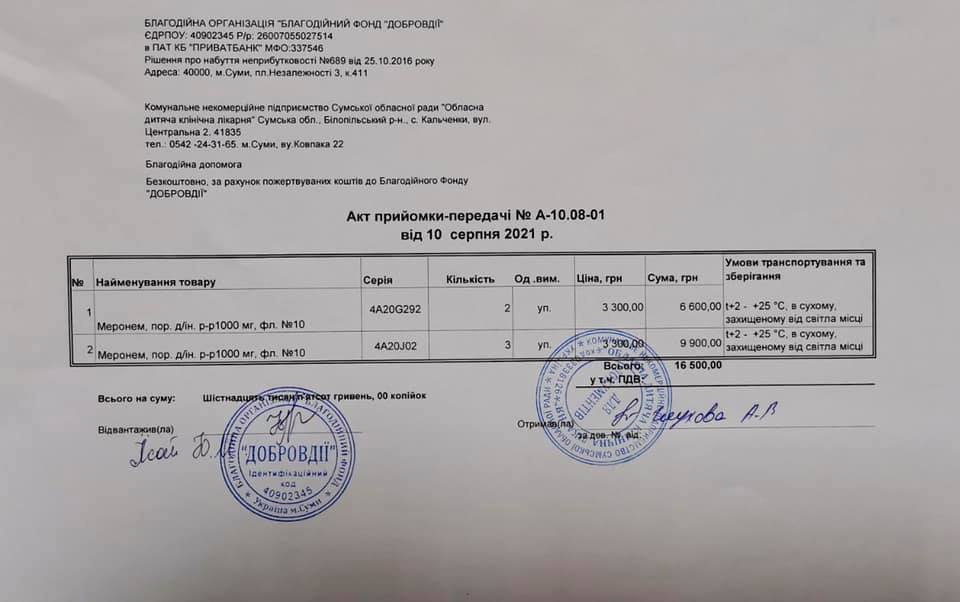 БЛАГОДІЙНА ОРГАНІЗАЦІЯ "БЛАГОДІЙНИЙ ФОНД "ДОБРОВДІЇ"
ЄДРПОУ: 40902345 Р/р: 26007055027514
в ПАТ КБ "ПРИВАТБАНК" МФО:337546
Рішення про набуття неприбутковості №689 від 25.10.2016 року
Адреса: 40000, м.Суми, пл.Незалежності 3, к.411
Комунальне некомерційне підприємство Сумської обласної ради "Обласна
дитяча клінічна лікарня" Сумська обл., Білопільський р-н., с. Кальченки, вул.
Центральна 2. 41835
тел.: 0542 -24-31-65. м.Суми, ву.Ковпака 22
Благодійна допомога
Безкоштовно, за рахунок пожертвуваних коштів до Благодійного Фонду
"ДОБРОВДІЇ"
Акт прийомки-передачі № А-10.08-01
від 10 серпня 2021 р.
№ Найменування товару Серія Кількість Од .вим. Ціна, грн Сума, грн Умови транспортування та зберігання
1 Меронем, пор. д/ін. р-р1000 мг, фл. №10 4A20G292 2 уп. 3 300,00 6 600,00 t+2 - +25 °C, в сухому, захищеному від світла місці
2 Меронем, пор. д/ін. р-р1000 мг, фл. №10 4A20J02 3 уп. 3 300,00 9 900,00 t+2 - +25 °C, в сухому, захищеному від світла місці
Всього: 16 500,00
у т.ч. ПДВ:
Всього на суму: Шістнадцять тисяч п'ятсот гривень, 00 копійок
Відвантажив(ла)
Отримав(ла)
за дов. № від:
БЛАГОДІЙНА ОРГАНІЗАЦІЯ БЛАГОДІЙНИЙ ФОНД
"ДОБРОВДІЇ"
Ідентифікаційний
код
40902345
Україна м.Суми
ДЛЯ
ДОКУМЕНТІВ